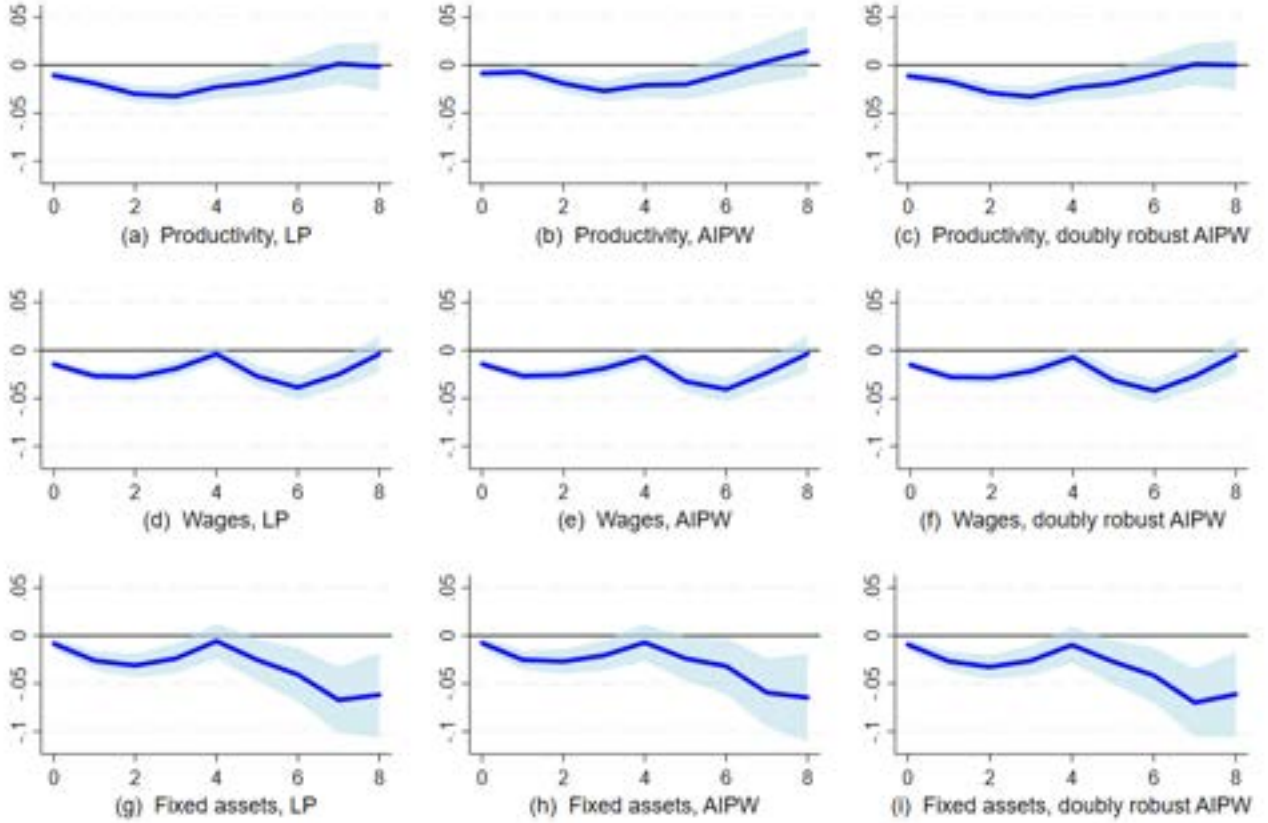 .05 .05 .05
0 0 0
-.05 -.05 -.05
-.1 -.1 -.1
0 2 4 6 8 0 2 4 6 8 0 2 4 6 8
(a) Productivity, LP (b) Productivity, AIPW (c) Productivity, doubly robust AIPW
.05 .05 .05
0 0 0
-.05 -.05 -.05
-.1 -.1 -.1
0 2 4 6 8 0 2 4 6 8 0 2 4 6 8
(d) Wages, LP (e) Wages, AIPW (f) Wages, doubly robust AIPW
.05 .05 .05
0 0 0
-.05 -.05 -.05
-.1 -.1 -.1
0 2 4 6 8 0 2 4 6 8 0 2 4 6 8
(g) Fixed assets, LP (h) Fixed assets, AIPW (i) Fixed assets, doubly robust AIPW